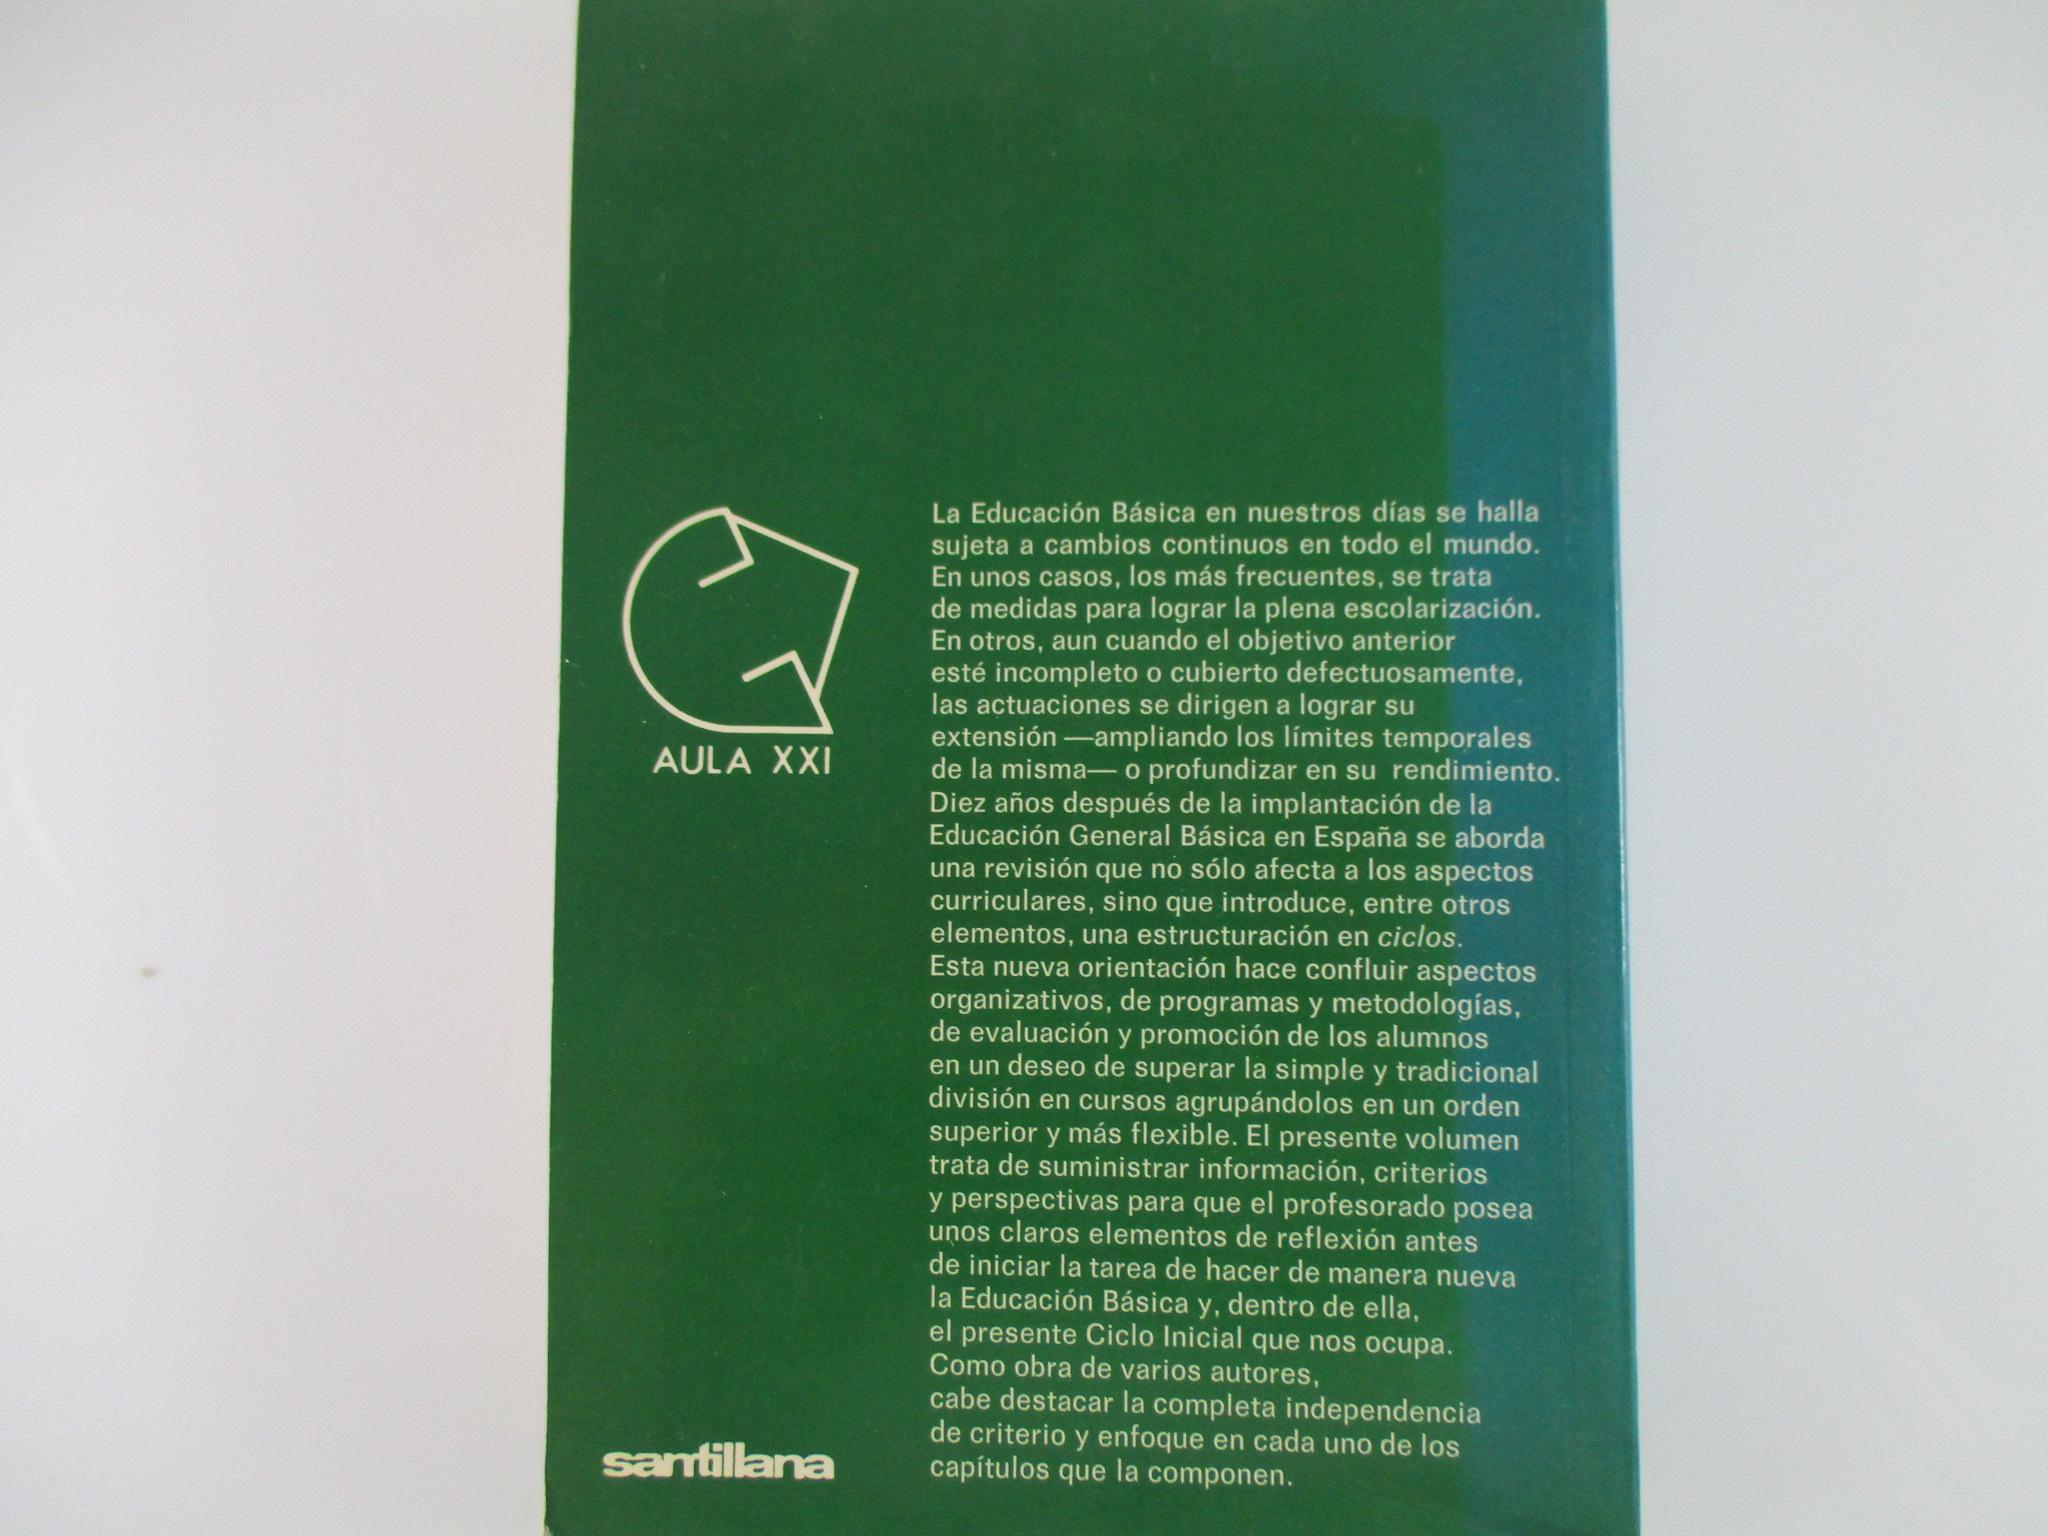 La Educación Básica en nuestros días se halla
sujeta a cambios continuos en todo el mundo.
En unos casos, los más frecuentes, se trata
de medidas para lograr la plena escolarización.
En otros, aun cuando el objetivo anterior
esté incompleto o cubierto defectuosamente,
las actuaciones se dirigen a lograr su
extensión —ampliando los límites temporales
de la misma— o profundizar en su rendimiento.
Diez años después de la implantación de la
Educación General Básica en España se aborda
una revisión que no sólo afecta a los aspectos
curriculares, sino que introduce, entre otros
elementos, una estructuración en ciclos.
Esta nueva orientación hace confluir aspectos
organizativos, de programas y metodologías,
de evaluación y promoción de los alumnos
en un deseo de superar la simple y tradicional
división en cursos agrupándolos en un orden
superior y más flexible. El presente volumen
trata de suministrar información, criterios
y perspectivas para que el profesorado posea
unos claros elementos de reflexión antes
de iniciar la tarea de hacer de manera nueva
la Educación Básica y, dentro de ella,
el presente Ciclo Inicial que nos ocupa.
Como obra de varios autores,
cabe destacar la completa independencia
de criterio y enfoque en cada uno de los
capítulos que la componen.
AULA XXI
santillana